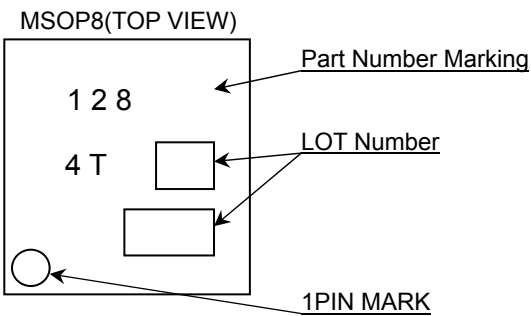 MSOP8(TOP VIEW)
Part Number Marking
1 2 8
LOT Number
4 T
1PIN MARK